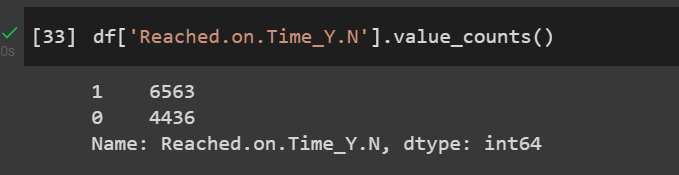 [33] df['Reached.on.Time_Y.N'].value_counts()
0s
1    6563
0    4436
Name: Reached.on.Time_Y.N, dtype: int64